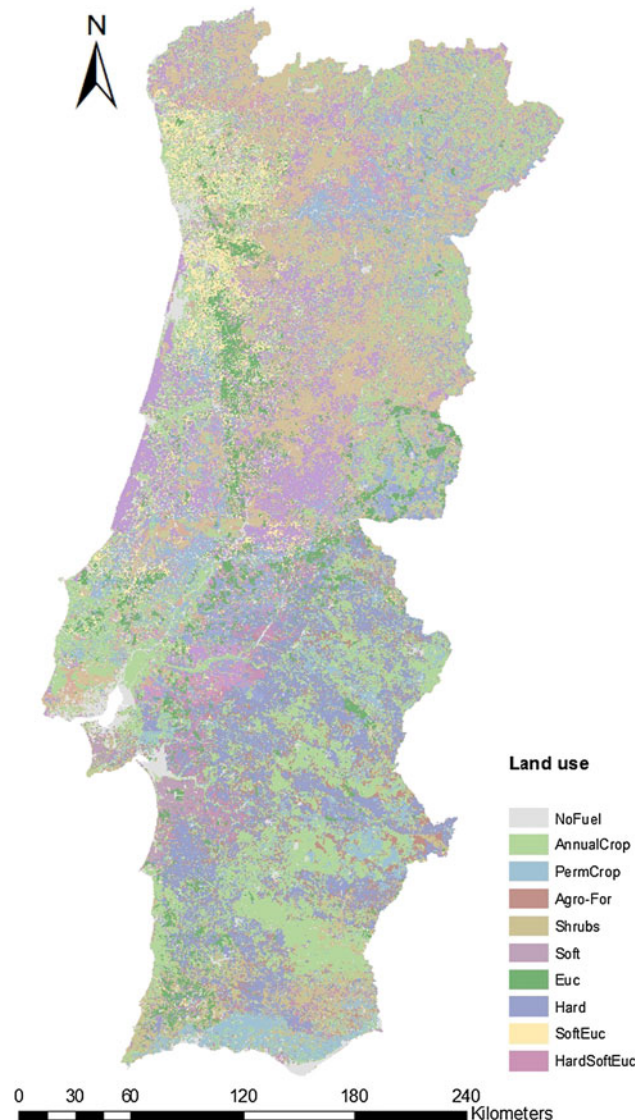 N
Land use
NoFuel
AnnualCrop
PermCrop
Agro-For
Shrubs
Soft
Euc
Hard
SoftEuc
HardSoftEuc
0 30 60 120 180 240
Kilometers